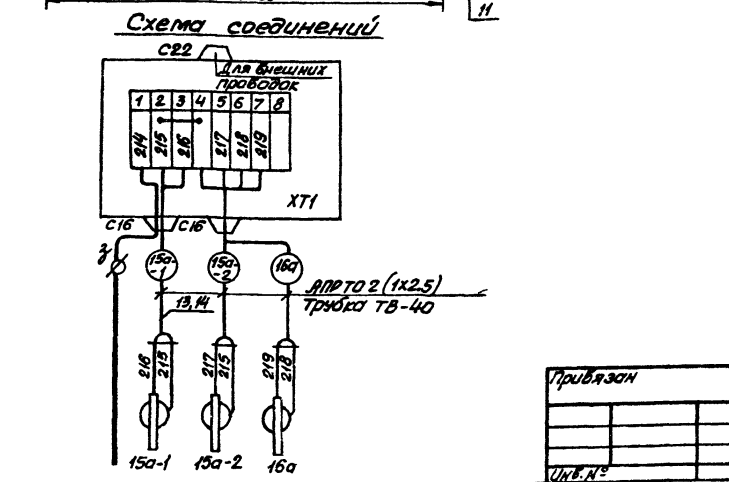 11
Схема соединений
С22
Для внешних
проводок
1 2 3 4 5 6 7 8
214 215 216 217 218 219
ХТ1
С16 С16
З
15а-1 15а-2 16а
АПРТО 2 (1х2.5)
Трубка ТВ-40
13,14
216 215 217 215 219 218
15а-1 15а-2 16а
Привязан
Инв. №